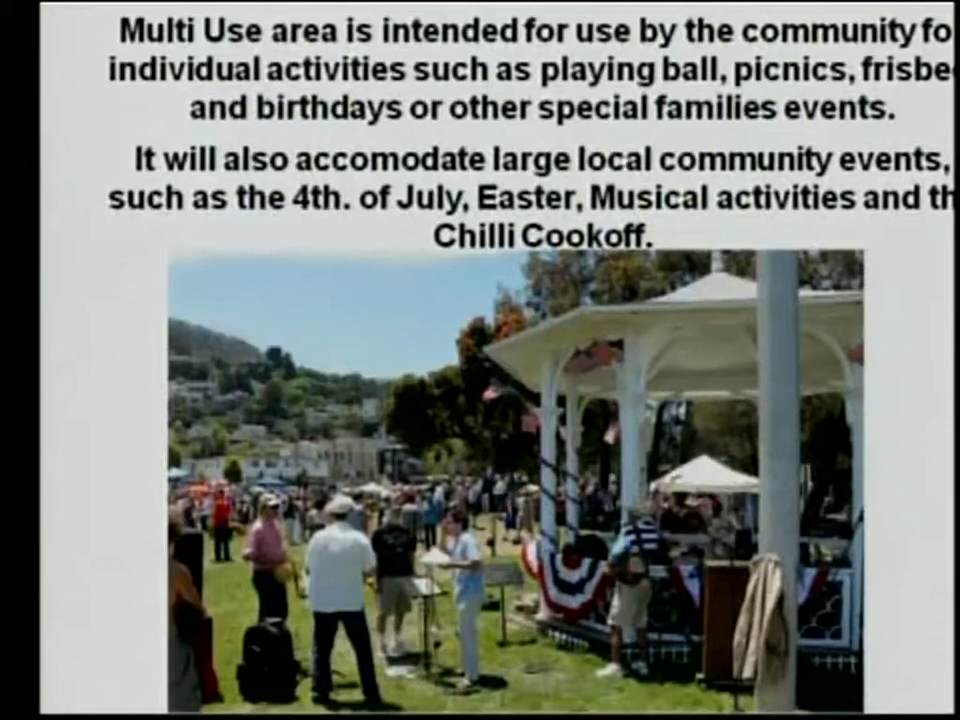 Multi Use area is intended for use by the community fo
individual activities such as playing ball, picnics, frisbe
and birthdays or other special families events.
It will also accomodate large local community events,
such as the 4th. of July, Easter, Musical activities and th
Chilli Cookoff.